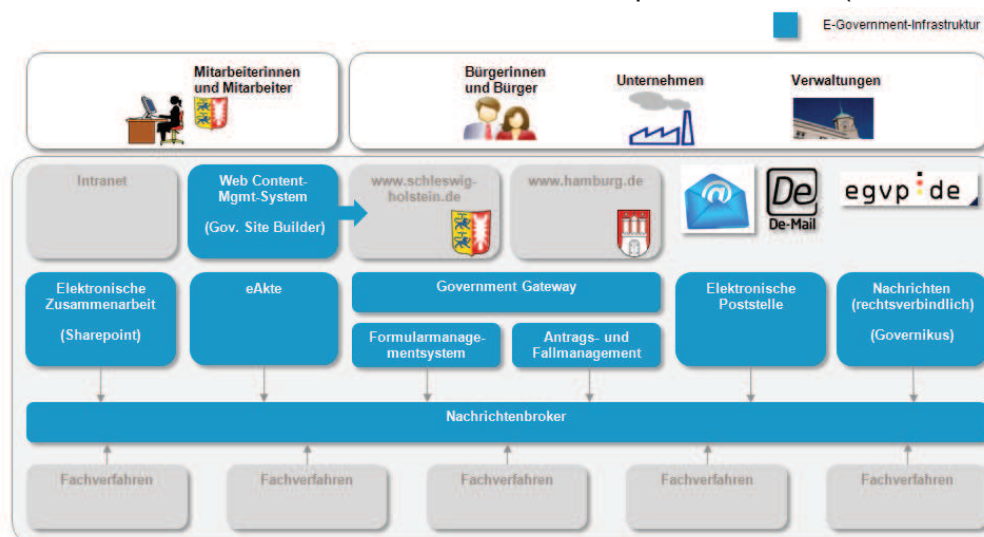 E-Government-Infrastruktur
Mitarbeiterinnen
und Mitarbeiter
Bürgerinnen
und Bürger
Unternehmen
Verwaltungen
Intranet
Web Content-
Mgmt-System
(Gov. Site Builder)
www.schleswig-
holstein.de
www.hamburg.de
@
De
De-Mail
egvp de
Elektronische
Zusammenarbeit
(Sharepoint)
eAkte
Government Gateway
Formularmanage-
mentsystem
Antrags- und
Fallmanagement
Elektronische
Poststelle
Nachrichten
(rechtsverbindlich)
(Governikus)
Nachrichtenbroker
Fachverfahren
Fachverfahren
Fachverfahren
Fachverfahren
Fachverfahren